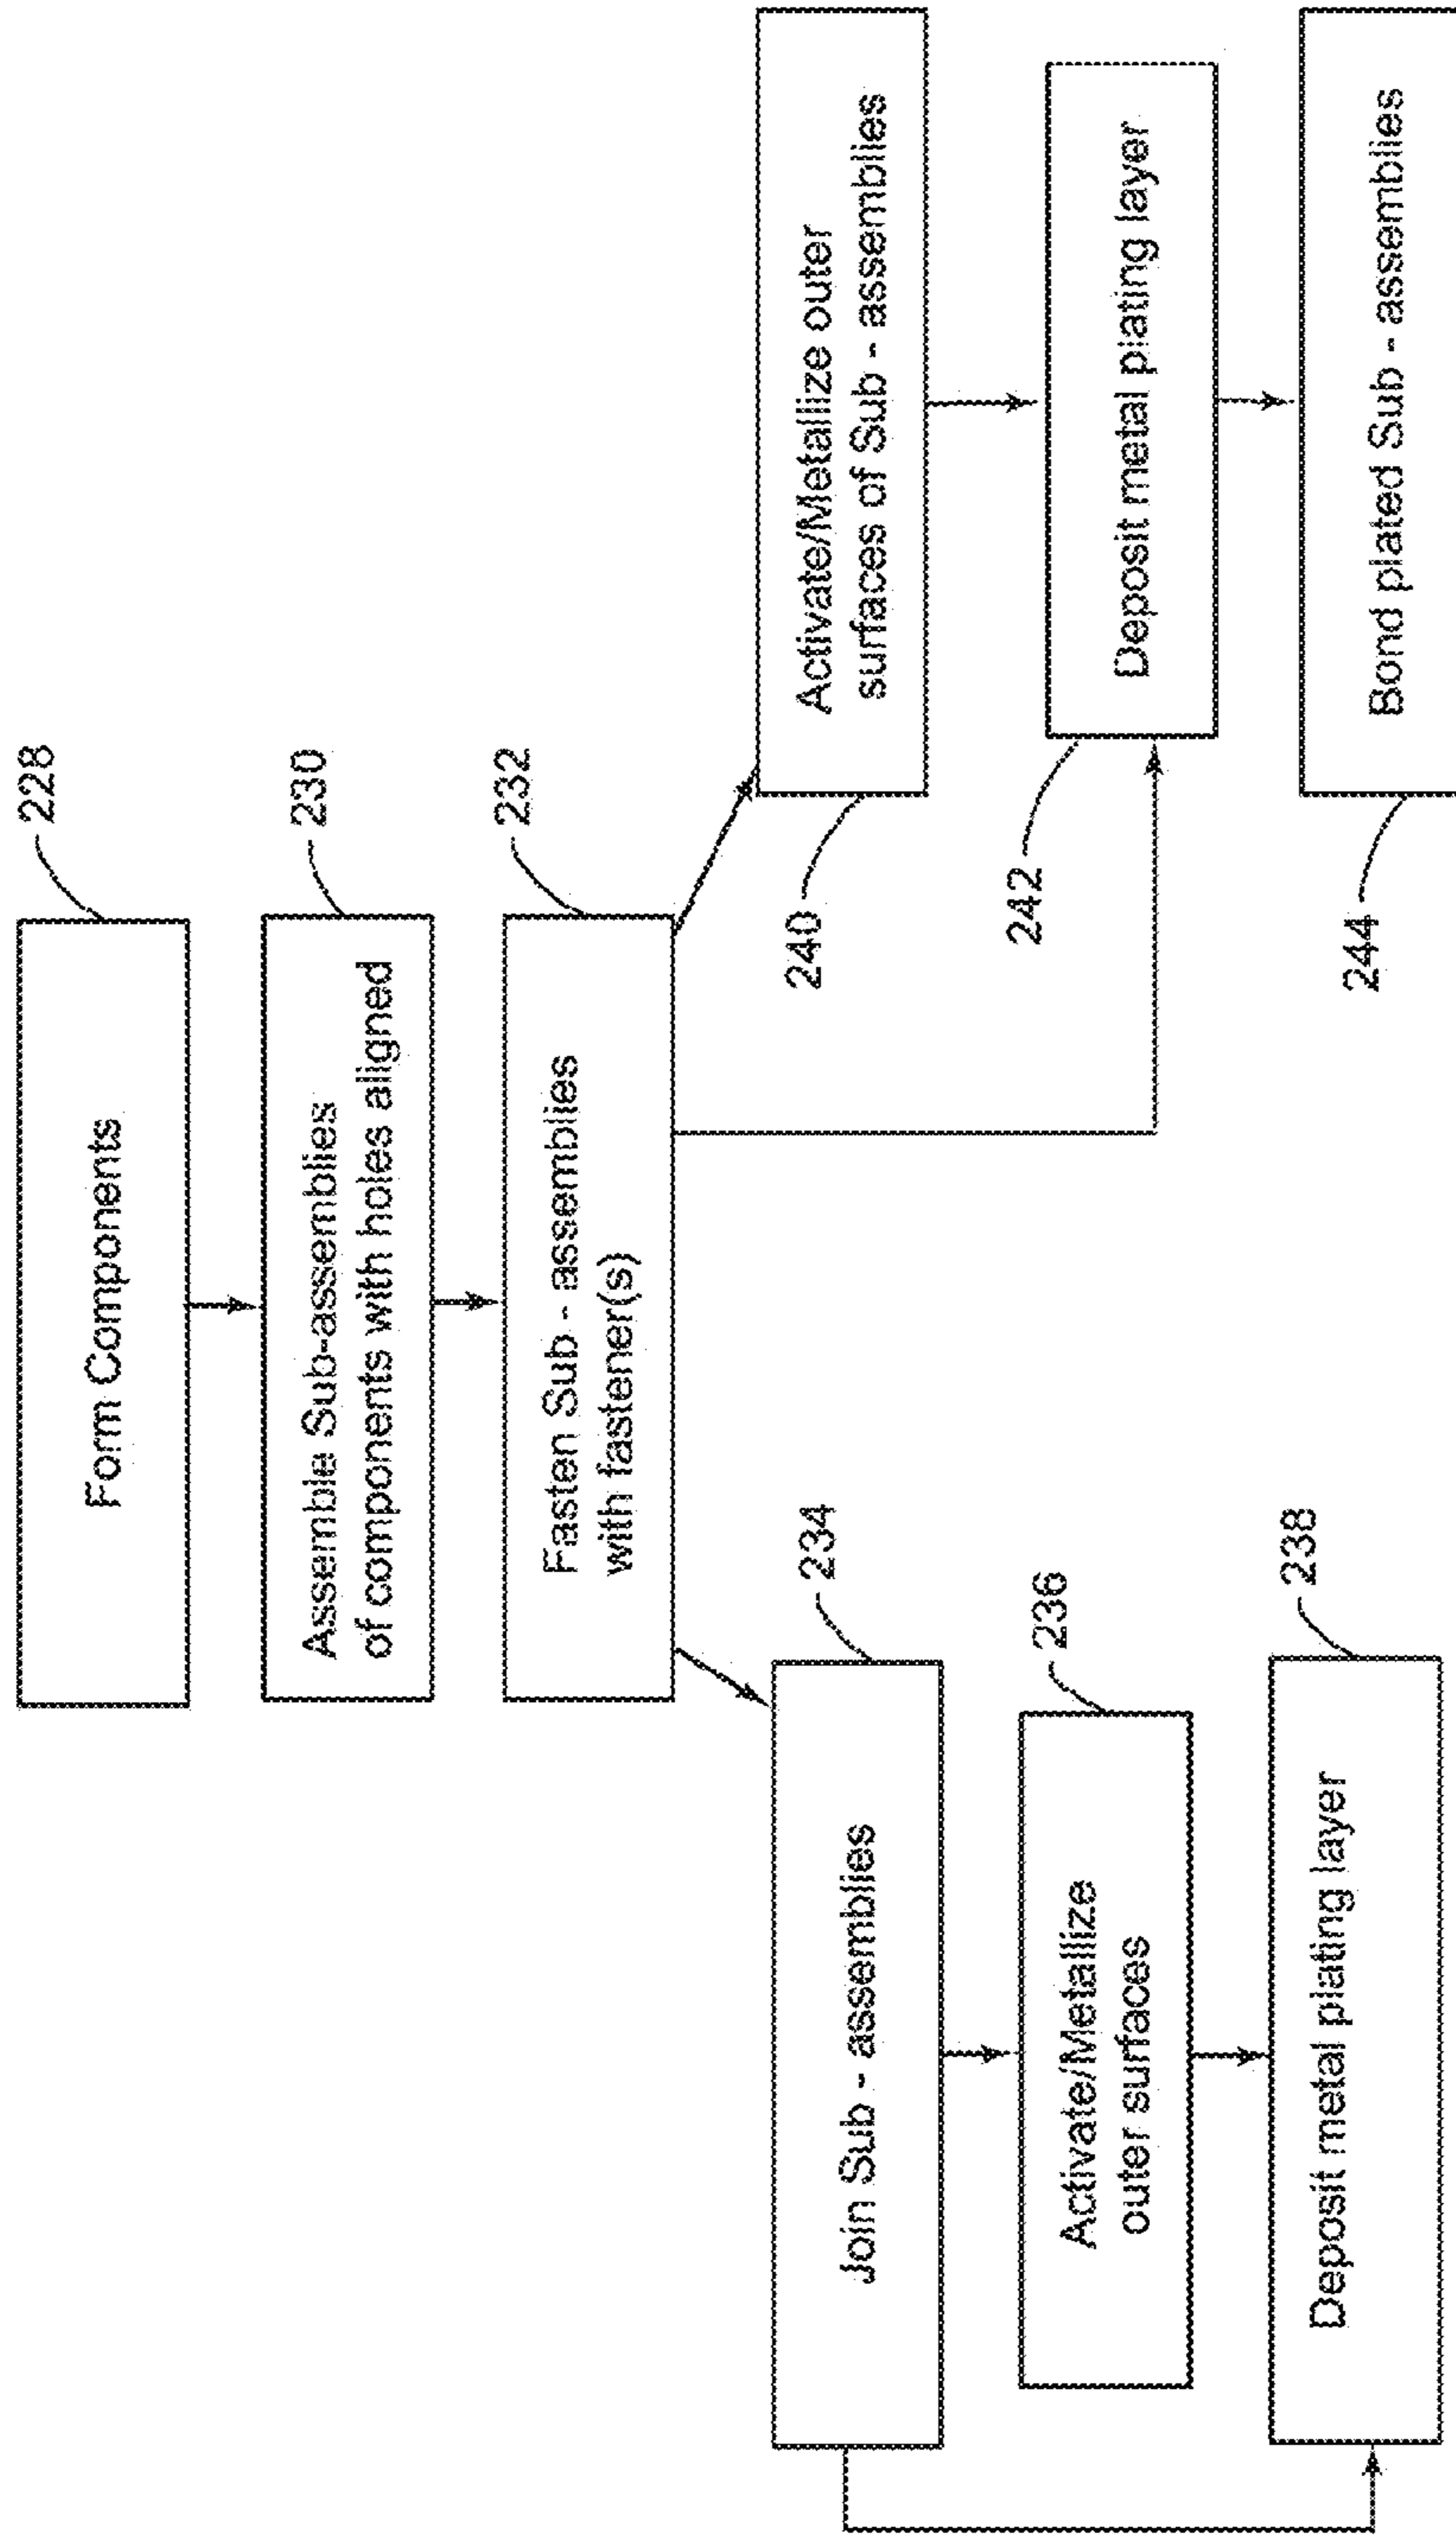 Form Components
228
Assemble Sub-assemblies
of components with holes aligned
230
Fasten Sub - assemblies
with fastener(s)
232
Join Sub - assemblies
234
Activate/Metallize
outer surfaces
236
Deposit metal plating layer
238
Activate/Metallize outer
surfaces of Sub - assemblies
240
Deposit metal plating layer
242
Bond plated Sub - assemblies
244